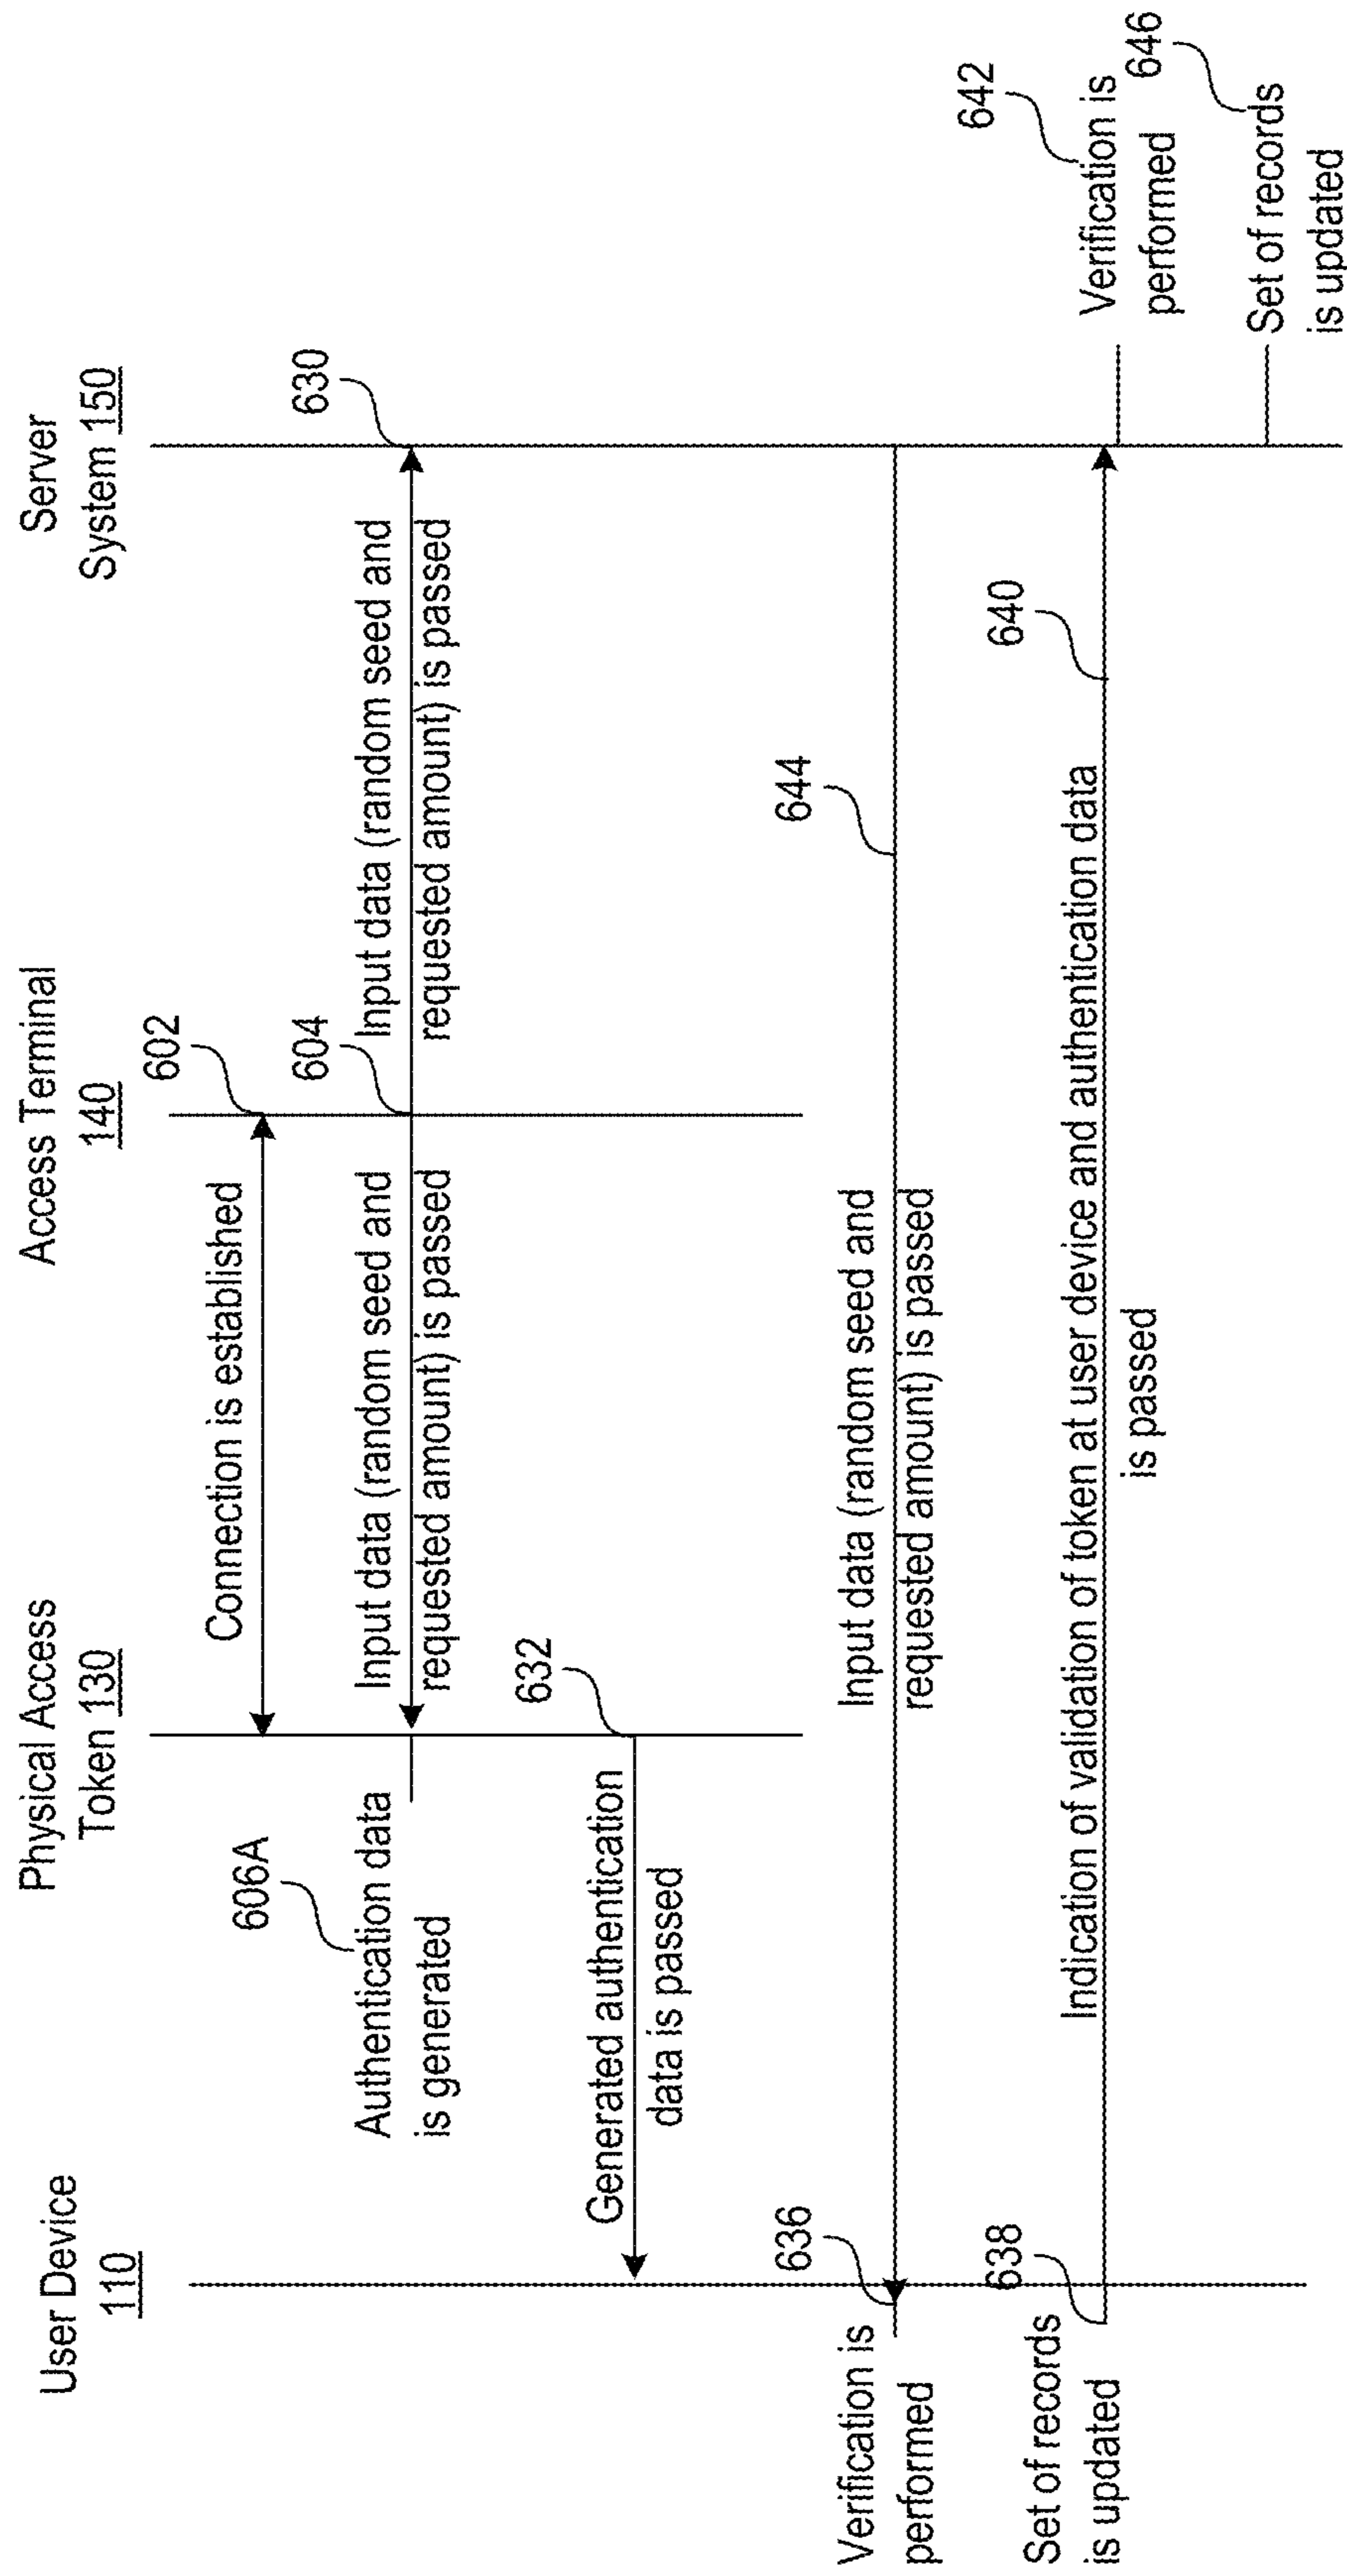 User Device
110
Physical Access
Token 130
Access Terminal
140
Server
System 150
602
Connection is established
606A
Authentication data
is generated
604
Input data (random seed and
requested amount) is passed
630
Input data (random seed and
requested amount) is passed
632
Generated authentication
data is passed
636
Verification is
performed
644
Input data (random seed and
requested amount) is passed
638
Set of records
is updated
640
Indication of validation of token at user device and authentication data
is passed
642
Verification is
performed
646
Set of records
is updated